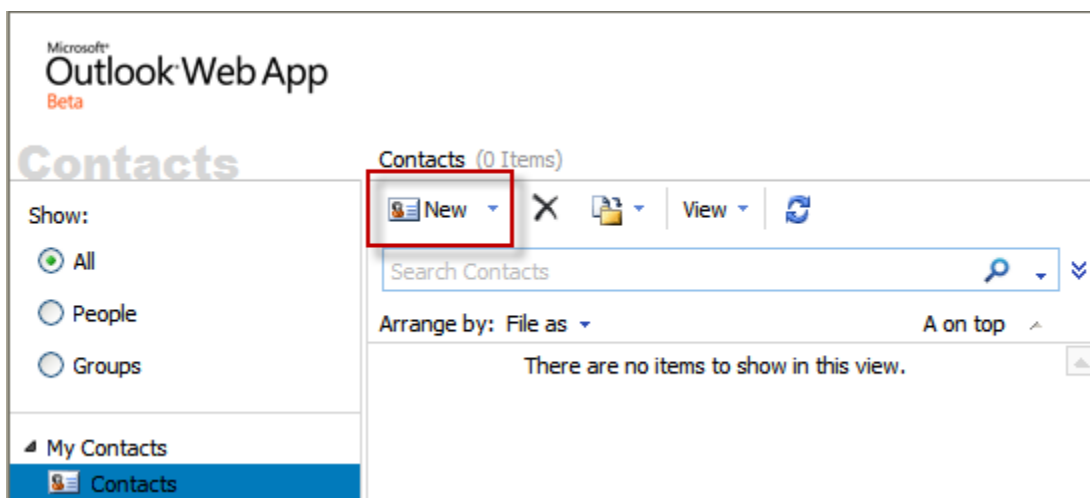 Microsoft®
Outlook Web App
Beta
Contacts
Contacts (0 Items)
New
View
Search Contacts
Arrange by: File as
A on top
There are no items to show in this view.
Show:
All
People
Groups
My Contacts
Contacts